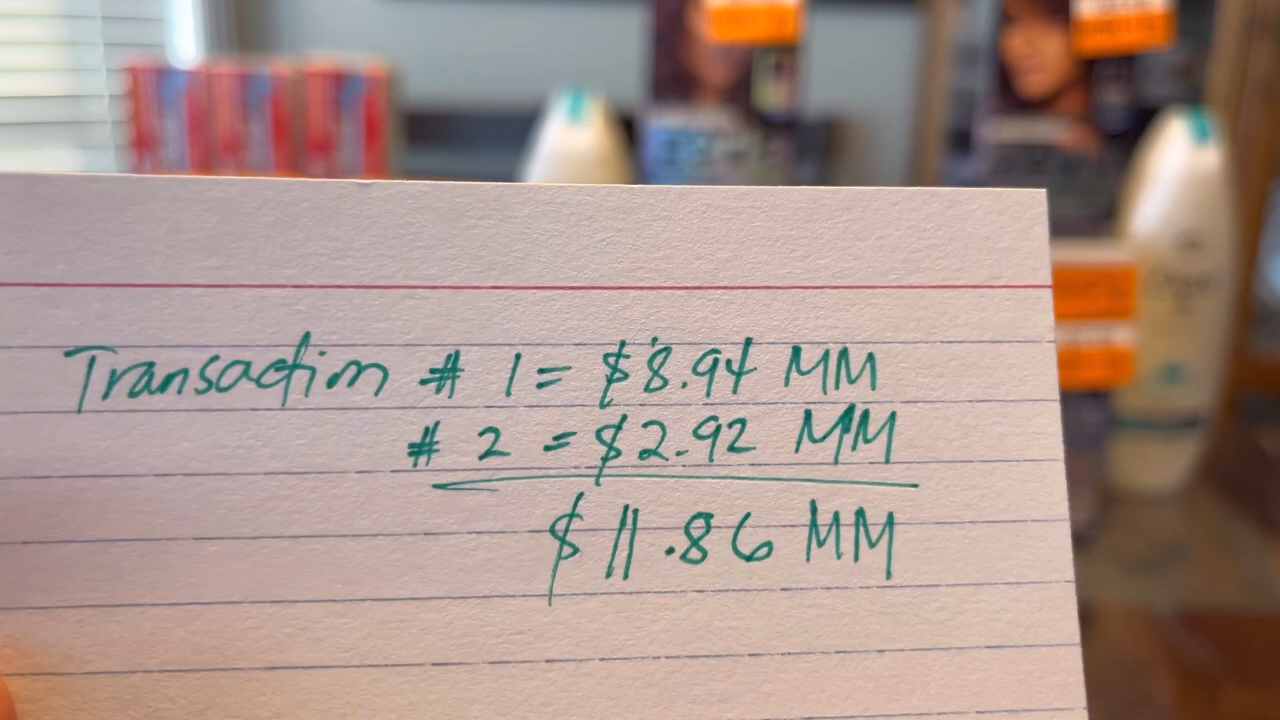 Transaction # 1 = $8.94 MM
# 2 = $2.92 MM
$11.86 MM